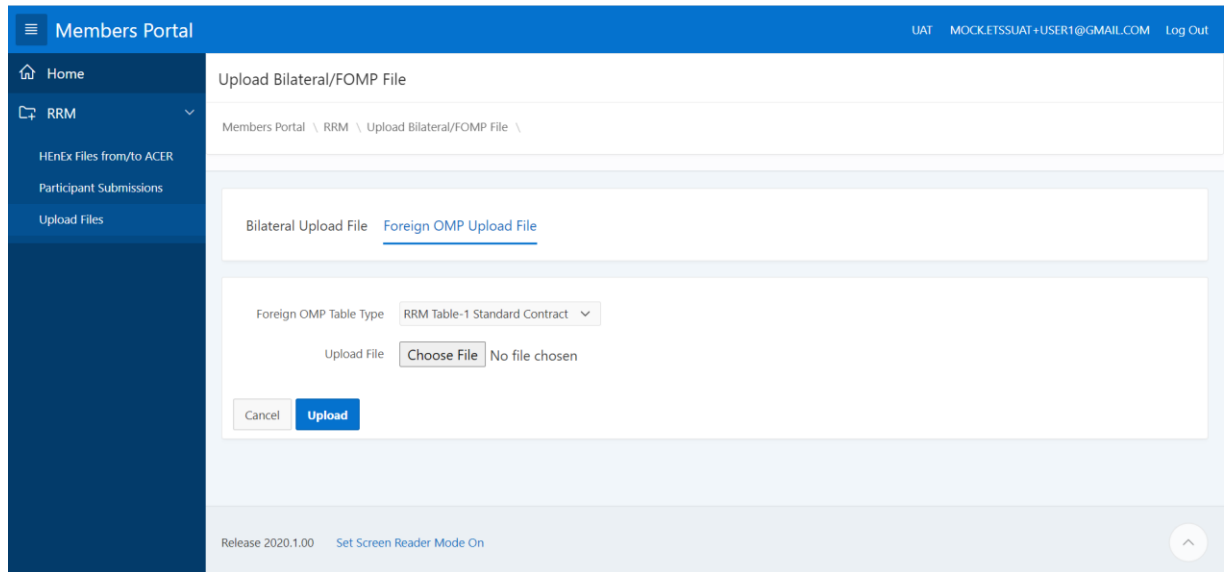 Members Portal
UAT MOCK.ETSSUAT+USER1@GMAIL.COM Log Out
Home
RRM
HEnEx Files from/to ACER
Participant Submissions
Upload Files
Upload Bilateral/FOMP File
Members Portal \ RRM \ Upload Bilateral/FOMP File \
Bilateral Upload File Foreign OMP Upload File
Foreign OMP Table Type RRM Table-1 Standard Contract
Upload File Choose File No file chosen
Cancel Upload
Release 2020.1.00 Set Screen Reader Mode On